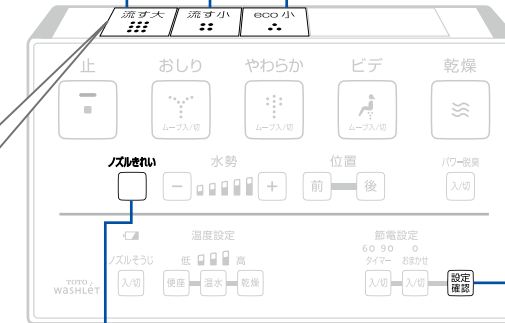 流す大 流す小 eco 小
止 おしり やわらか ビデ 乾燥
ムーブ入/切 ムーブ入/切 ムーブ入/切
ノズルきれい 水勢 位置 パワー脱臭
− + 前 後 入/切
温度設定 節電設定
60 90 0
ノズルそうじ 低 高 タイマー おまかせ
入/切 便座 温水 乾燥 入/切 入/切 設定
確認
TOTO
WASHLET